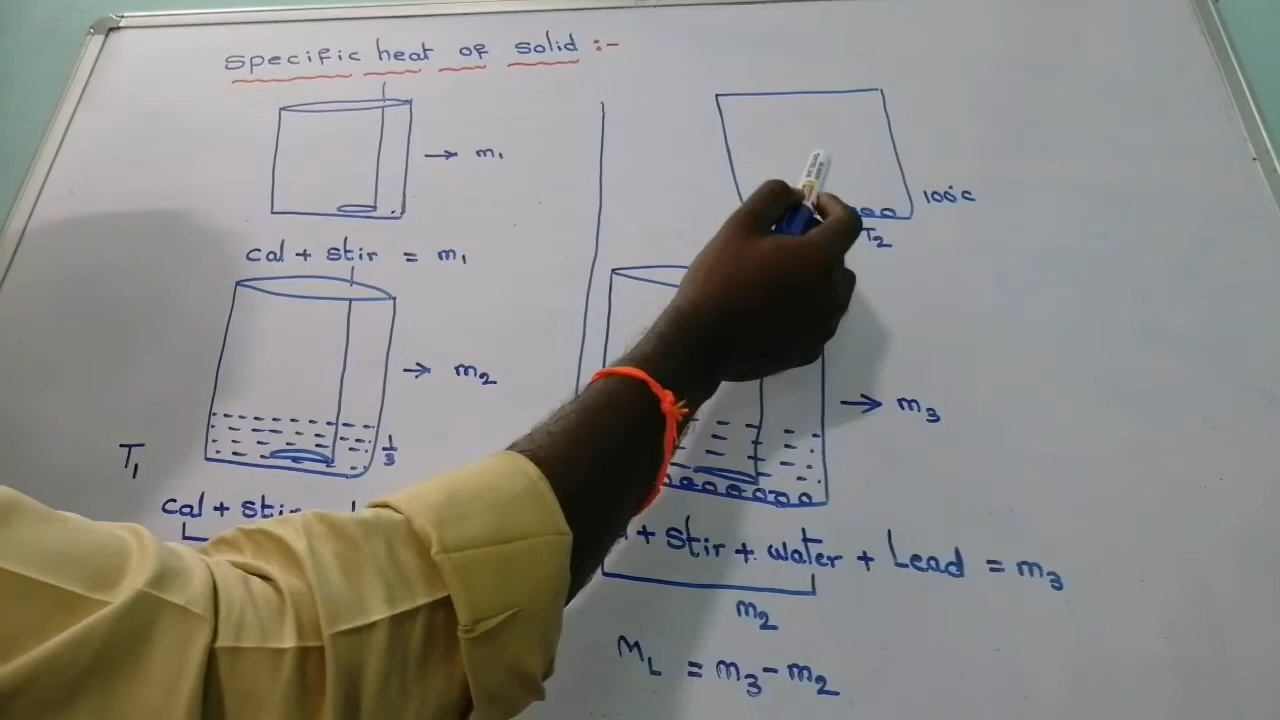 Specific heat of solid :-
→ m₁
cal + stir = m₁
→ m₂
1/3
T₁
cal + stir
100°C
T₂
→ m₃
+ stir + water + Lead = m₃
m₂
M_L = m₃ - m₂